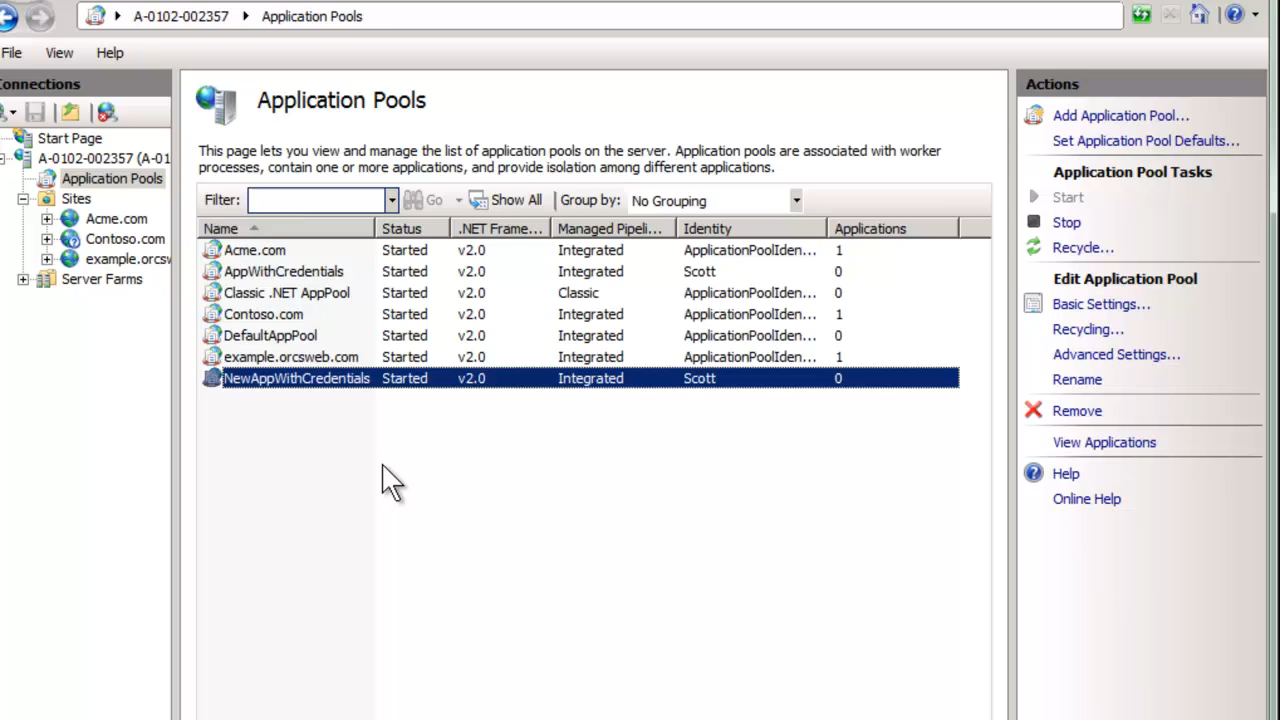 A-0102-002357 Application Pools
File View Help
Connections
Start Page
A-0102-002357 (A-01
Application Pools
Sites
Acme.com
Contoso.com
example.orcsw
Server Farms
Application Pools
This page lets you view and manage the list of application pools on the server. Application pools are associated with worker
processes, contain one or more applications, and provide isolation among different applications.
Filter: Go Show All Group by: No Grouping
Name Status .NET Frame... Managed Pipeli... Identity Applications
Acme.com Started v2.0 Integrated ApplicationPoolIden... 1
AppWithCredentials Started v2.0 Integrated Scott 0
Classic .NET AppPool Started v2.0 Classic ApplicationPoolIden... 0
Contoso.com Started v2.0 Integrated ApplicationPoolIden... 1
DefaultAppPool Started v2.0 Integrated ApplicationPoolIden... 0
example.orcsweb.com Started v2.0 Integrated ApplicationPoolIden... 1
NewAppWithCredentials Started v2.0 Integrated Scott 0
Actions
Add Application Pool...
Set Application Pool Defaults...
Application Pool Tasks
Start
Stop
Recycle...
Edit Application Pool
Basic Settings...
Recycling...
Advanced Settings...
Rename
Remove
View Applications
Help
Online Help